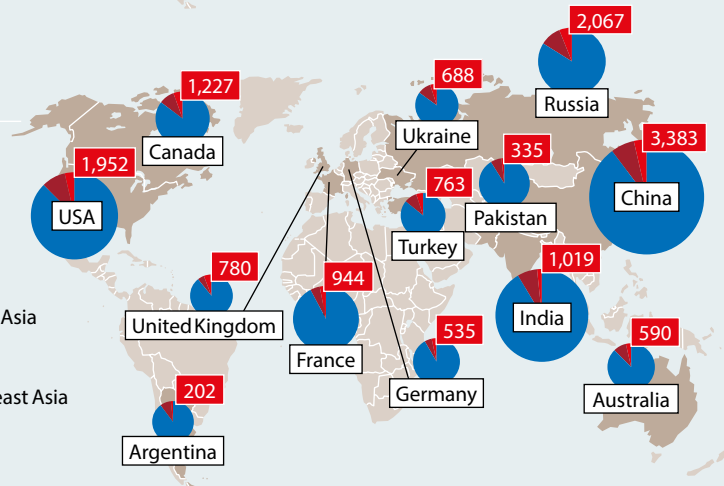 2,067
Russia
1,227
Canada
688
Ukraine
3,383
China
1,952
USA
335
Pakistan
763
Turkey
780
United Kingdom
944
France
1,019
India
535
Germany
590
Australia
202
Argentina
Asia
east Asia